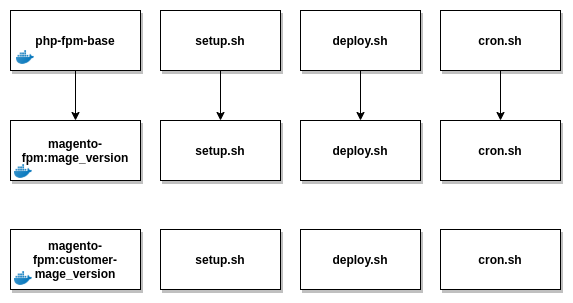 php-fpm-base
setup.sh
deploy.sh
cron.sh
magento-
fpm:mage_version
setup.sh
deploy.sh
cron.sh
magento-
fpm:customer-
mage_version
setup.sh
deploy.sh
cron.sh